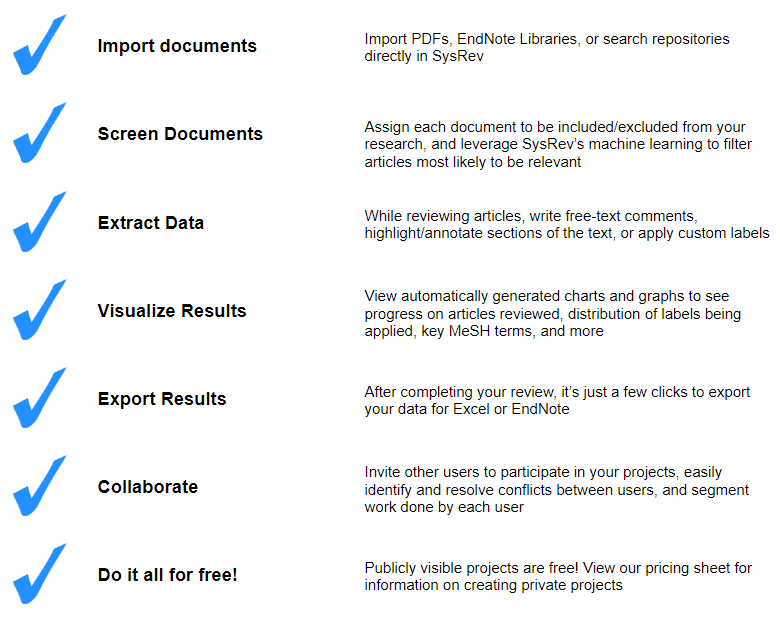 Import documents
Import PDFs, EndNote Libraries, or search repositories
directly in SysRev
Screen Documents
Assign each document to be included/excluded from your
research, and leverage SysRev’s machine learning to filter
articles most likely to be relevant
Extract Data
While reviewing articles, write free-text comments,
highlight/annotate sections of the text, or apply custom labels
Visualize Results
View automatically generated charts and graphs to see
progress on articles reviewed, distribution of labels being
applied, key MeSH terms, and more
Export Results
After completing your review, it’s just a few clicks to export
your data for Excel or EndNote
Collaborate
Invite other users to participate in your projects, easily
identify and resolve conflicts between users, and segment
work done by each user
Do it all for free!
Publicly visible projects are free! View our pricing sheet for
information on creating private projects